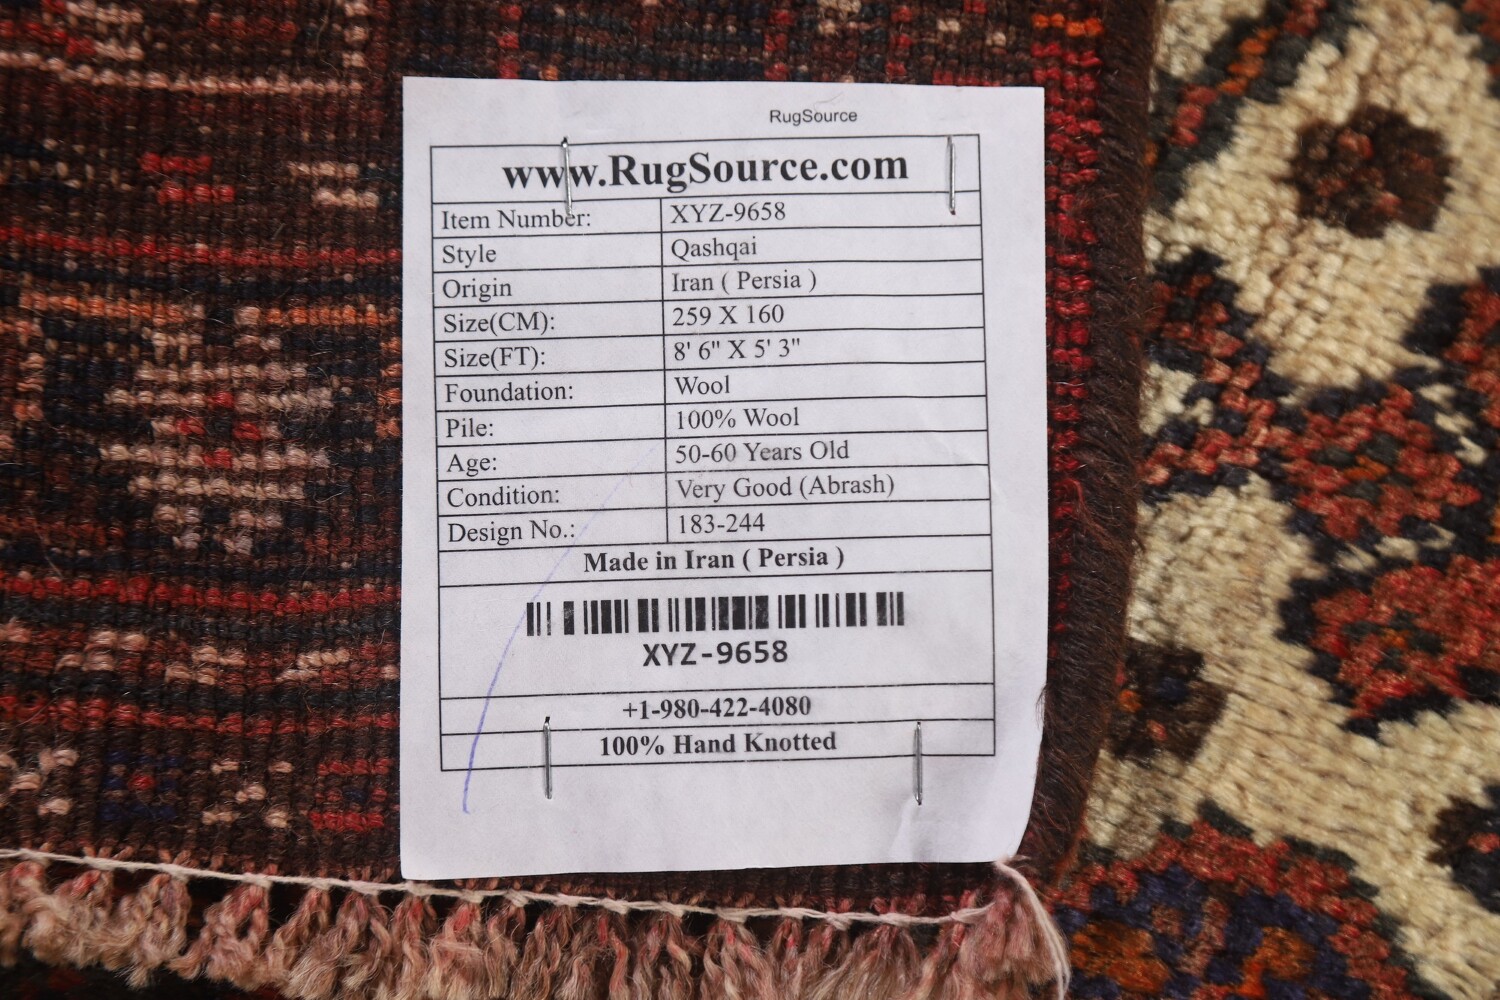 RugSource
www.RugSource.com
Item Number: XYZ-9658
Style Qashqai
Origin Iran ( Persia )
Size(CM): 259 X 160
Size(FT): 8' 6" X 5' 3"
Foundation: Wool
Pile: 100% Wool
Age: 50-60 Years Old
Condition: Very Good (Abrash)
Design No.: 183-244
Made in Iran ( Persia )
XYZ-9658
+1-980-422-4080
100% Hand Knotted